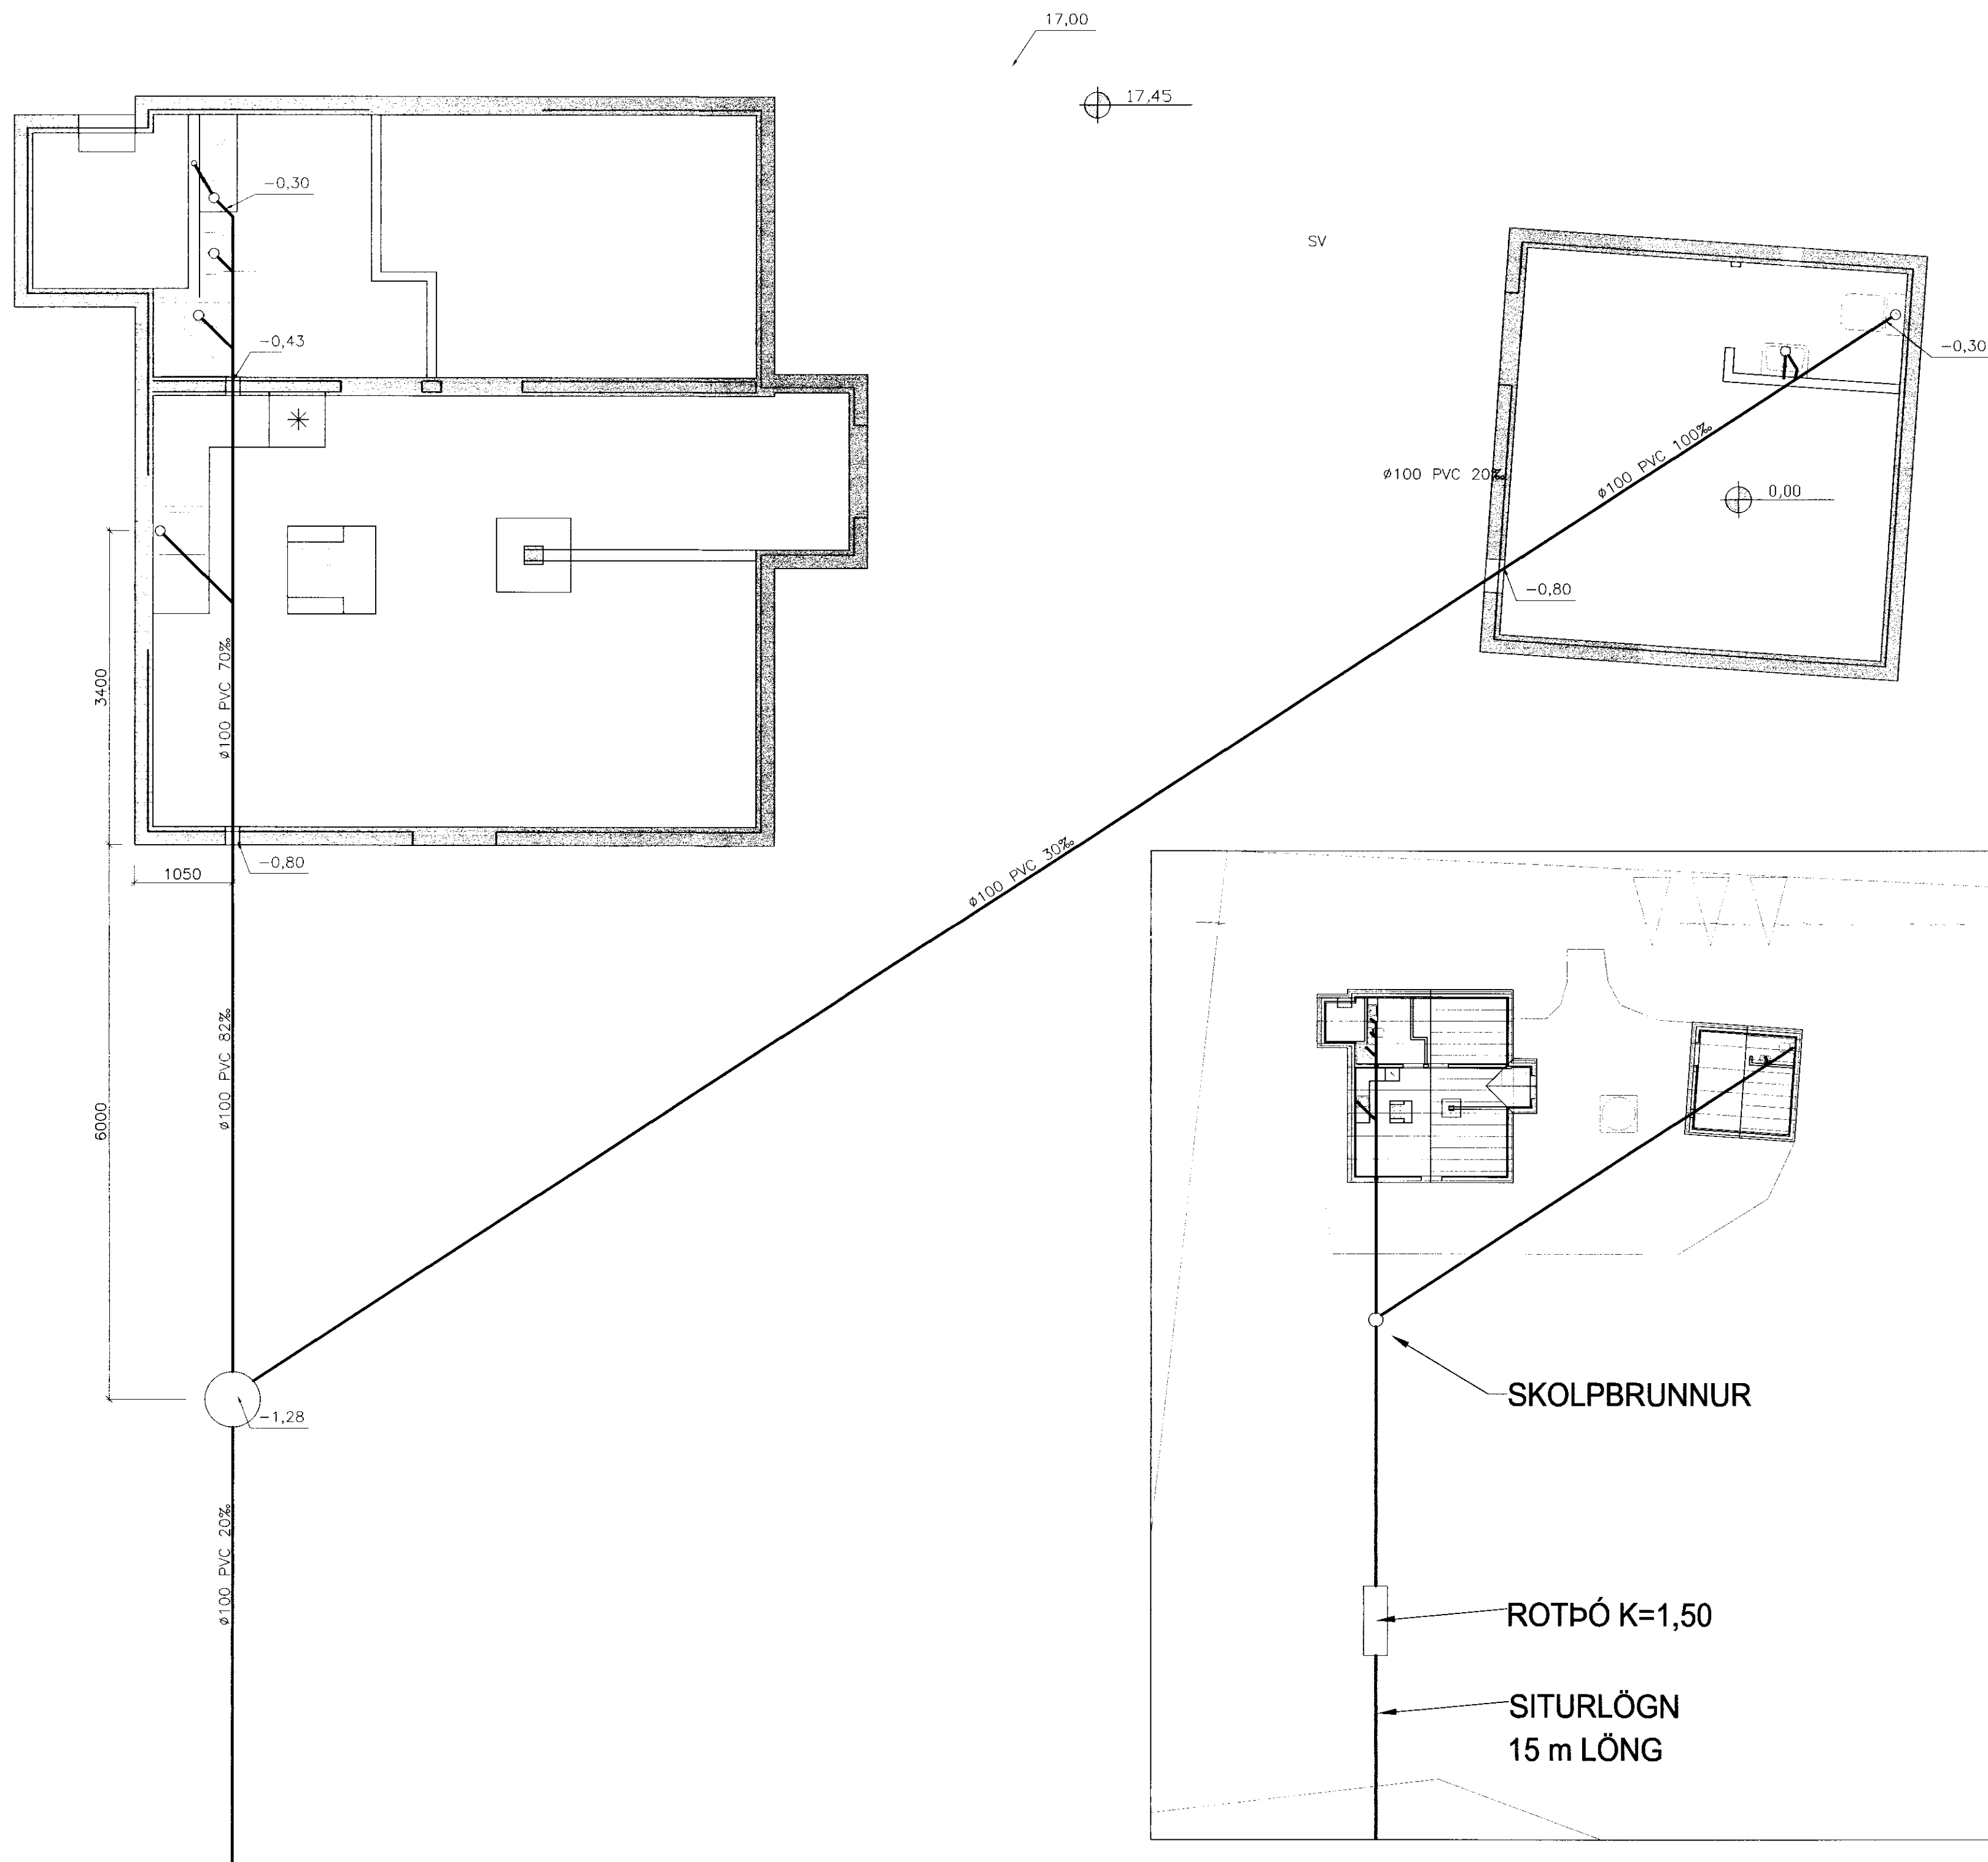 17,00
17,45
-0,30
SV
-0,43
-0,30
Ø100 PVC 20‰
Ø100 PVC 100‰
0,00
-0,80
3400
Ø100 PVC 70‰
1050
-0,80
Ø100 PVC 30‰
6000
Ø100 PVC 82‰
-1,28
Ø100 PVC 20‰
SKOLPBRUNNUR
ROTÞÓ K=1,50
SITURLÖGN
15 m LÖNG